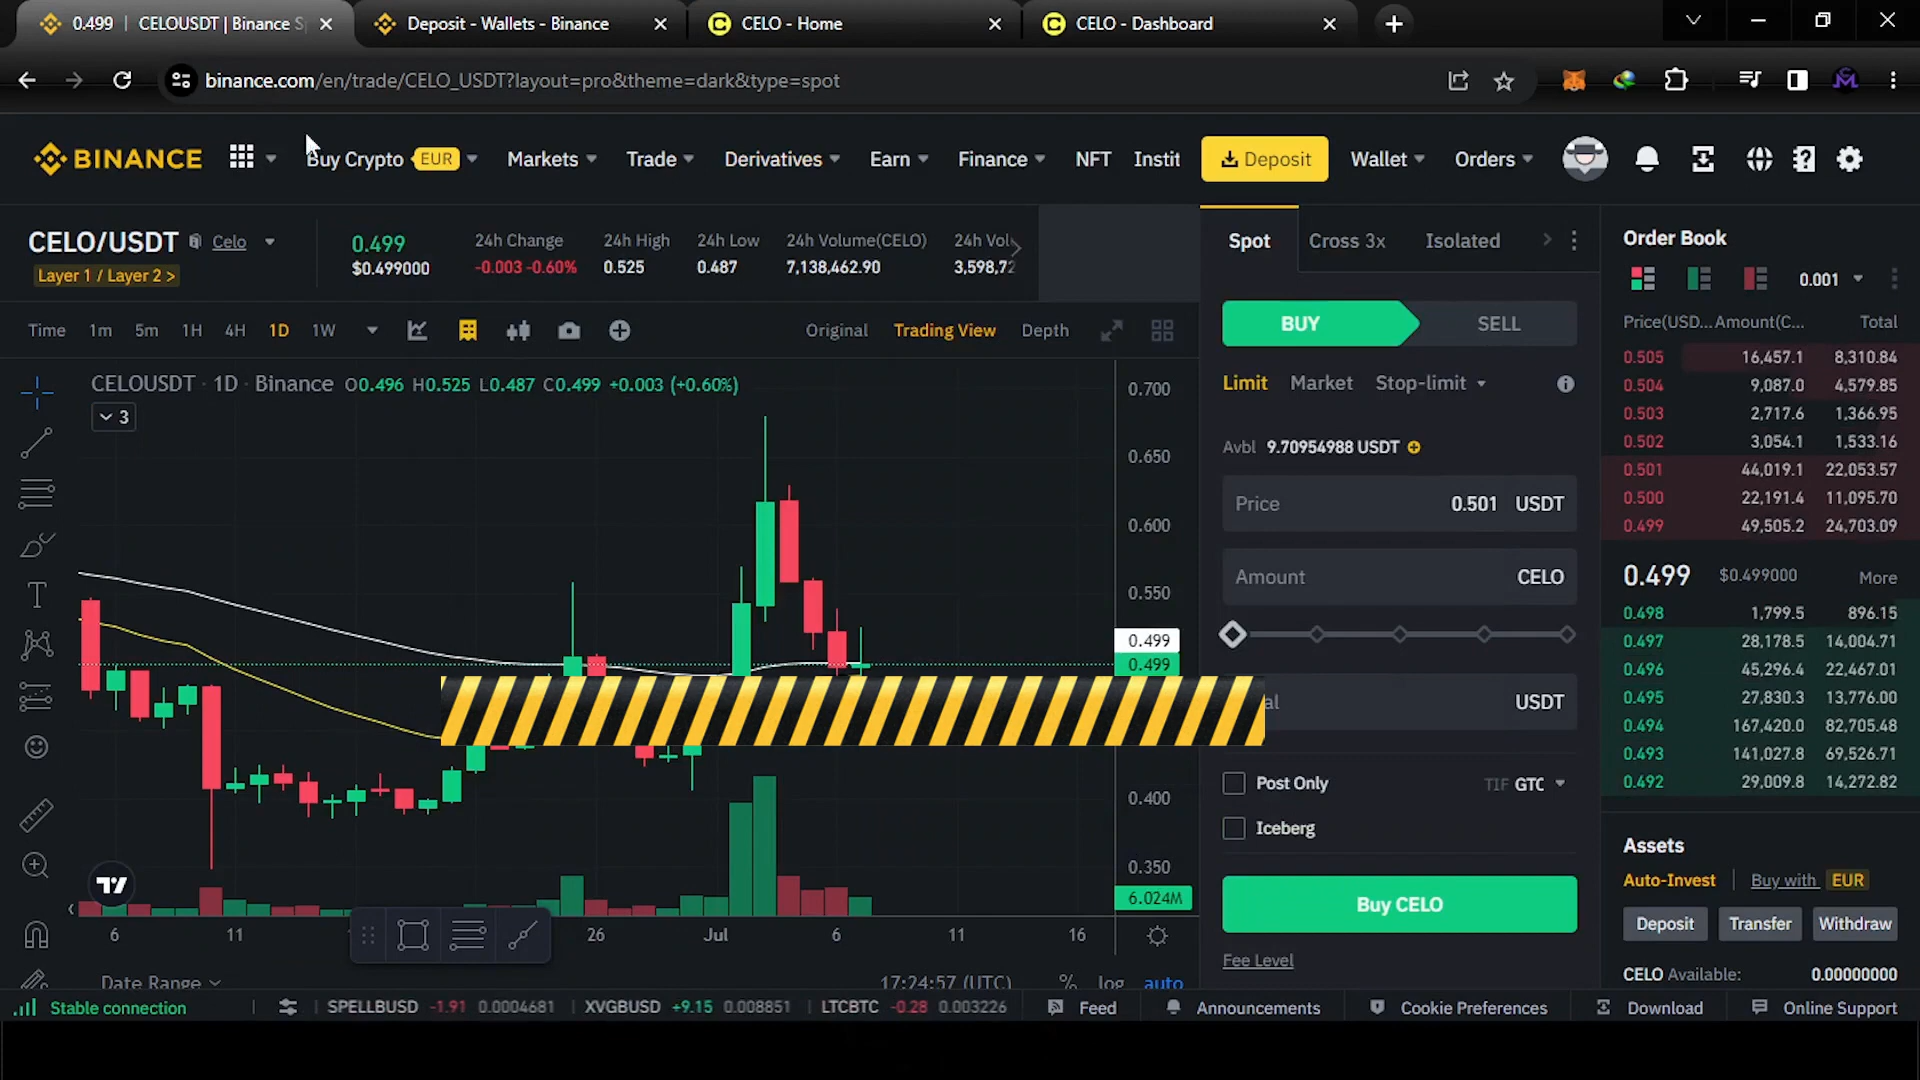 0.499 | CELOUSDT | Binance S
Deposit - Wallets - Binance
CELO - Home
CELO - Dashboard
binance.com/en/trade/CELO_USDT?layout=pro&theme=dark&type=spot
BINANCE
Buy Crypto EUR
Markets
Trade
Derivatives
Earn
Finance
NFT
Instit
Deposit
Wallet
Orders
CELO/USDT
Celo
Layer 1 / Layer 2 >
0.499
$0.499000
24h Change
-0.003 -0.60%
24h High
0.525
24h Low
0.487
24h Volume(CELO)
7,138,462.90
24h Vol
3,598,72
Time 1m 5m 1H 4H 1D 1W
Original Trading View Depth
CELOUSDT · 1D · Binance O0.496 H0.525 L0.487 C0.499 +0.003 (+0.60%)
3
0.700
0.650
0.600
0.550
0.499
0.499
0.400
0.350
6.024M
6 11 26 Jul 6 11 16
Date Range
17:24:57 (UTC) % log auto
Spot Cross 3x Isolated
BUY SELL
Limit Market Stop-limit
Avbl 9.70954988 USDT
Price 0.501 USDT
Amount CELO
al USDT
Post Only TIF GTC
Iceberg
Buy CELO
Fee Level
Order Book
0.001
Price(USD... Amount(C... Total
0.505 16,457.1 8,310.84
0.504 9,087.0 4,579.85
0.503 2,717.6 1,366.95
0.502 3,054.1 1,533.16
0.501 44,019.1 22,053.57
0.500 22,191.4 11,095.70
0.499 49,505.2 24,703.09
0.499 $0.499000 More
0.498 1,799.5 896.15
0.497 28,178.5 14,004.71
0.496 45,296.4 22,467.01
0.495 27,830.3 13,776.00
0.494 167,420.0 82,705.48
0.493 141,027.8 69,526.71
0.492 29,009.8 14,272.82
Assets
Auto-Invest Buy with EUR
Deposit Transfer Withdraw
CELO Available: 0.00000000
Stable connection
SPELLBUSD -1.91 0.0004681
XVGBUSD +9.15 0.008851
LTCBTC -0.28 0.003226
Feed
Announcements
Cookie Preferences
Download
Online Support